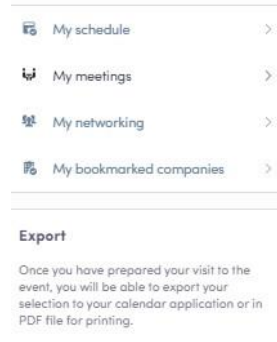 My schedule
My meetings
My networking
My bookmarked companies
Export
Once you have prepared your visit to the
event, you will be able to export your
selection to your calendar application or in
PDF file for printing.